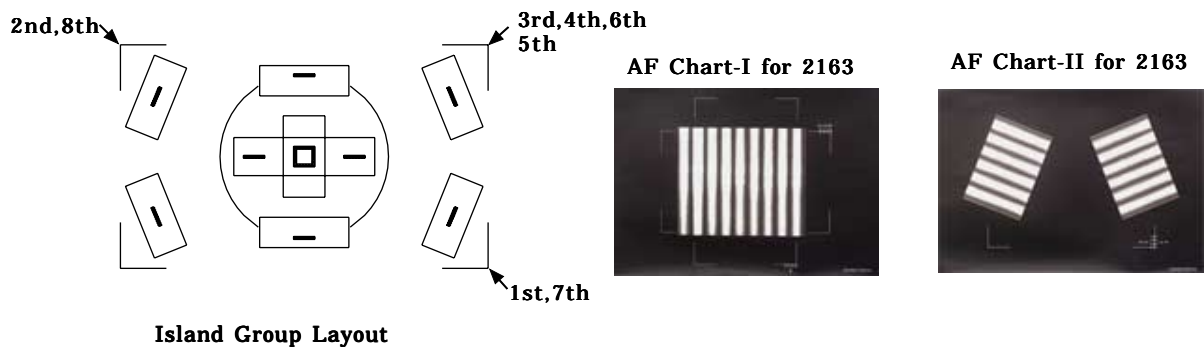 2nd,8th
3rd,4th,6th
5th
AF Chart-I for 2163
AF Chart-II for 2163
1st,7th
Island Group Layout